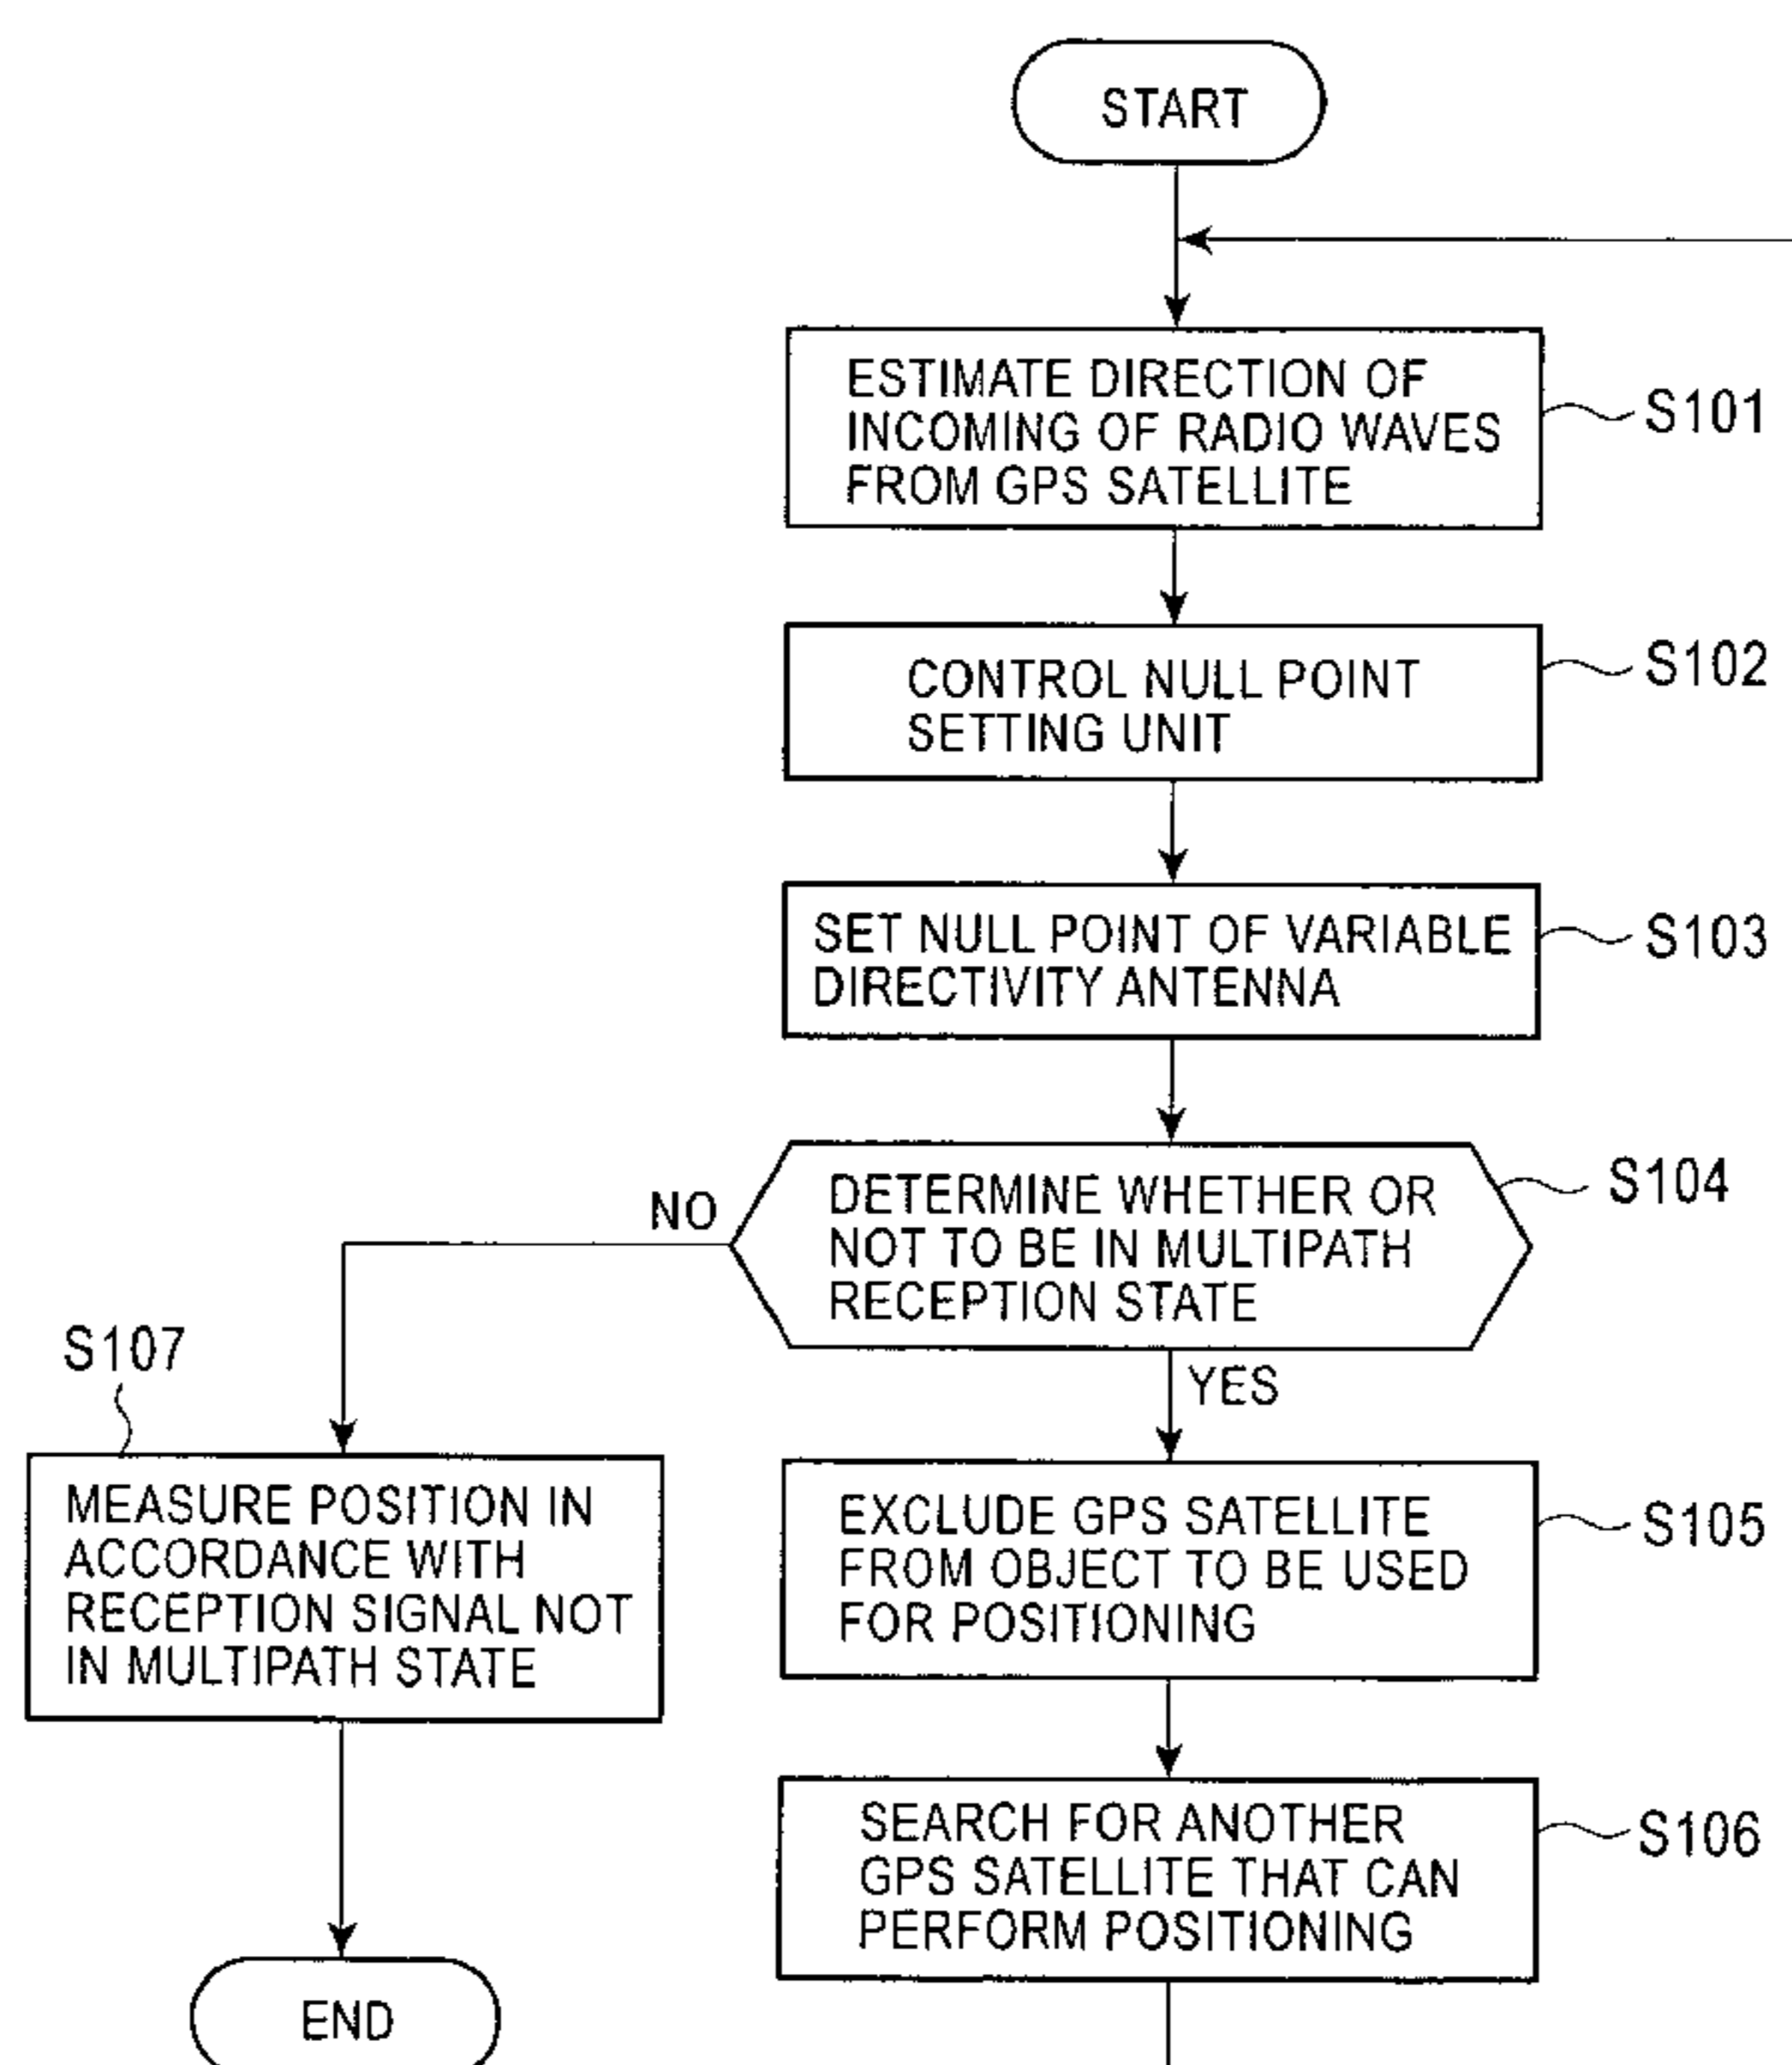 START
ESTIMATE DIRECTION OF
INCOMING OF RADIO WAVES
FROM GPS SATELLITE
S101
CONTROL NULL POINT
SETTING UNIT
S102
SET NULL POINT OF VARIABLE
DIRECTIVITY ANTENNA
S103
DETERMINE WHETHER OR
NOT TO BE IN MULTIPATH
RECEPTION STATE
S104
NO
YES
S107
MEASURE POSITION IN
ACCORDANCE WITH
RECEPTION SIGNAL NOT
IN MULTIPATH STATE
EXCLUDE GPS SATELLITE
FROM OBJECT TO BE USED
FOR POSITIONING
S105
SEARCH FOR ANOTHER
GPS SATELLITE THAT CAN
PERFORM POSITIONING
S106
END